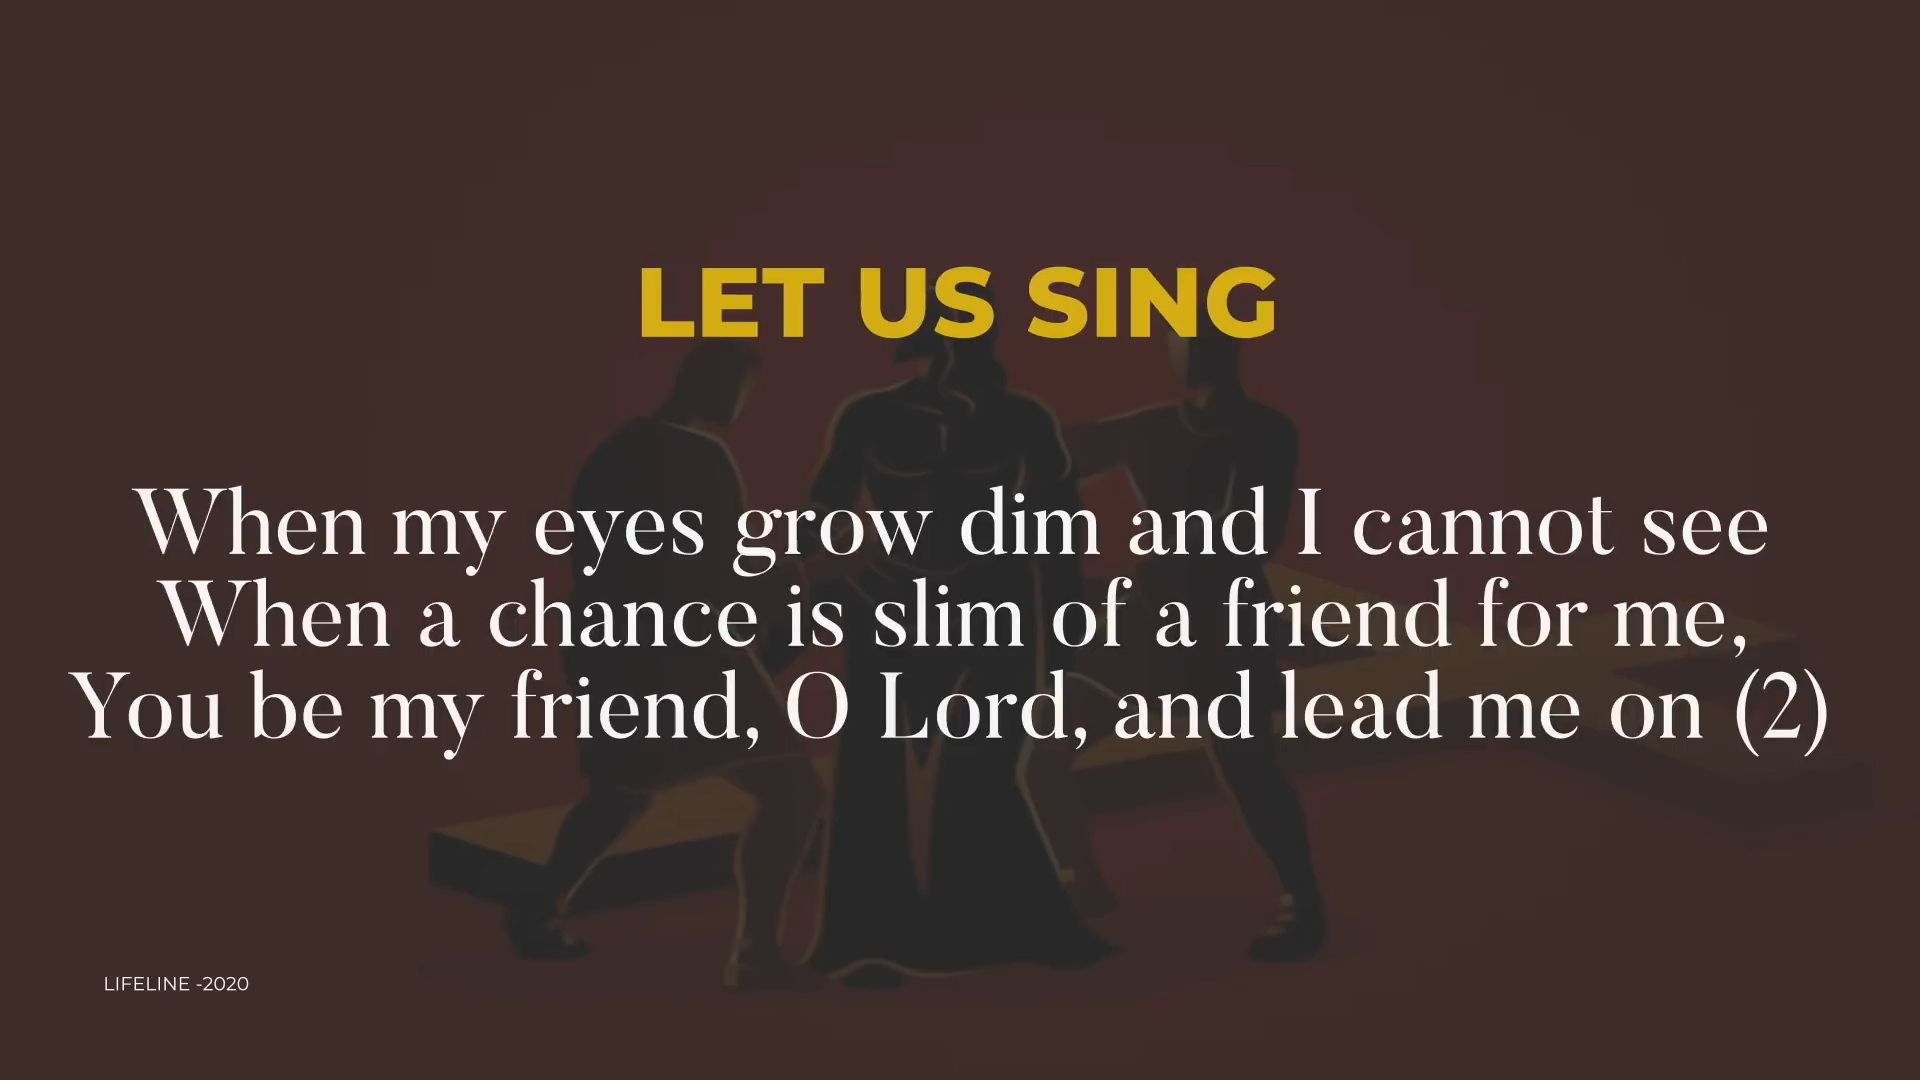 LET US SING
When my eyes grow dim and I cannot see
When a chance is slim of a friend for me,
You be my friend, O Lord, and lead me on (2)
LIFELINE -2020